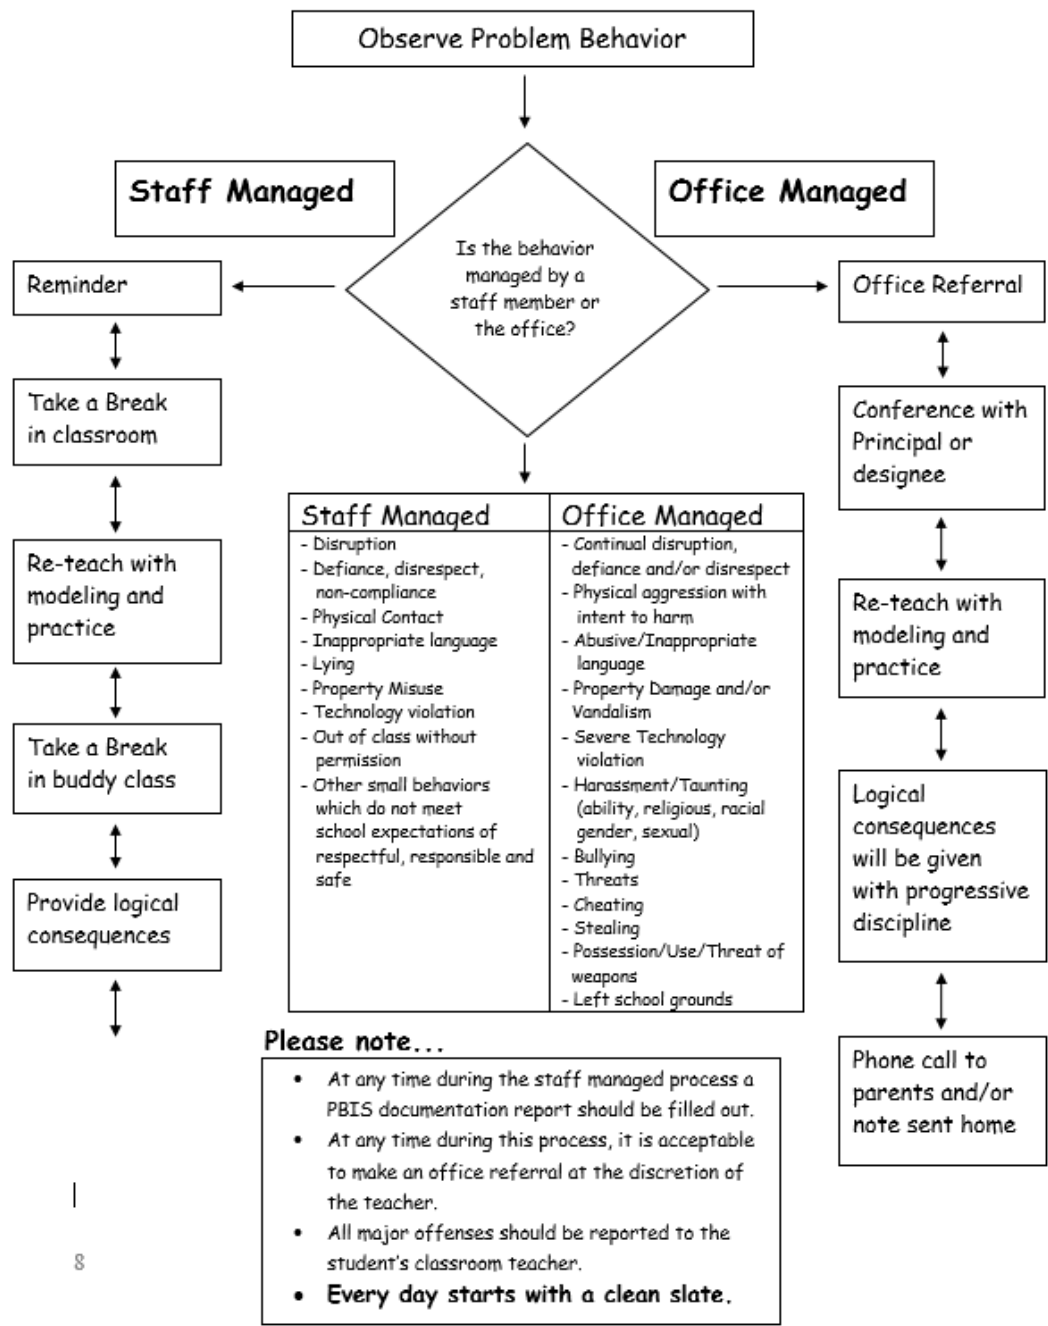 Observe Problem Behavior
Staff Managed
Office Managed
Is the behavior
managed by a
staff member or
the office?
Reminder
Take a Break
in classroom
Re-teach with
modeling and
practice
Take a Break
in buddy class
Provide logical
consequences
Office Referral
Conference with
Principal or
designee
Re-teach with
modeling and
practice
Logical
consequences
will be given
with progressive
discipline
Phone call to
parents and/or
note sent home
Staff Managed
- Disruption
- Defiance, disrespect,
non-compliance
- Physical Contact
- Inappropriate language
- Lying
- Property Misuse
- Technology violation
- Out of class without
permission
- Other small behaviors
which do not meet
school expectations of
respectful, responsible and
safe
Office Managed
- Continual disruption,
defiance and/or disrespect
- Physical aggression with
intent to harm
- Abusive/Inappropriate
language
- Property Damage and/or
Vandalism
- Severe Technology
violation
- Harassment/Taunting
(ability, religious, racial
gender, sexual)
- Bullying
- Threats
- Cheating
- Stealing
- Possession/Use/Threat of
weapons
- Left school grounds
Please note...
• At any time during the staff managed process a
PBIS documentation report should be filled out.
• At any time during this process, it is acceptable
to make an office referral at the discretion of
the teacher.
• All major offenses should be reported to the
student's classroom teacher.
• Every day starts with a clean slate.
8